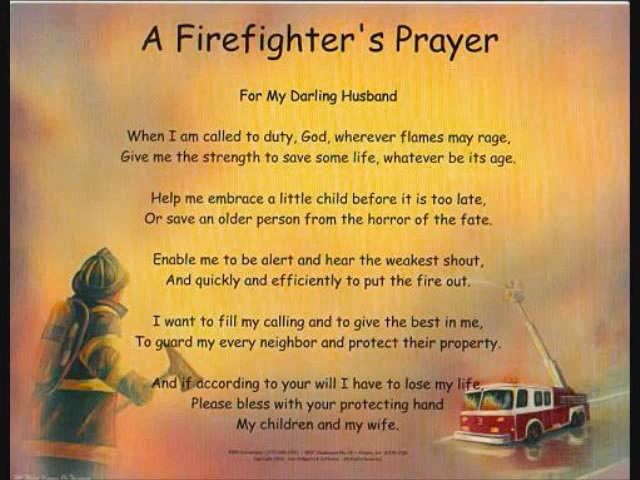 A Firefighter's Prayer
For My Darling Husband
When I am called to duty, God, wherever flames may rage,
Give me the strength to save some life, whatever be its age.
Help me embrace a little child before it is too late,
Or save an older person from the horror of the fate.
Enable me to be alert and hear the weakest shout,
And quickly and efficiently to put the fire out.
I want to fill my calling and to give the best in me,
To guard my every neighbor and protect their property.
And if according to your will I have to lose my life,
Please bless with your protecting hand
My children and my wife.